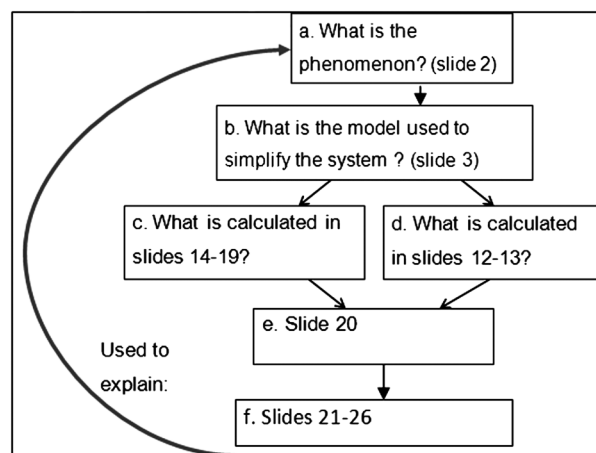 a. What is the
phenomenon? (slide 2)
b. What is the model used to
simplify the system ? (slide 3)
c. What is calculated in
slides 14-19?
d. What is calculated
in slides 12-13?
e. Slide 20
Used to
explain:
f. Slides 21-26